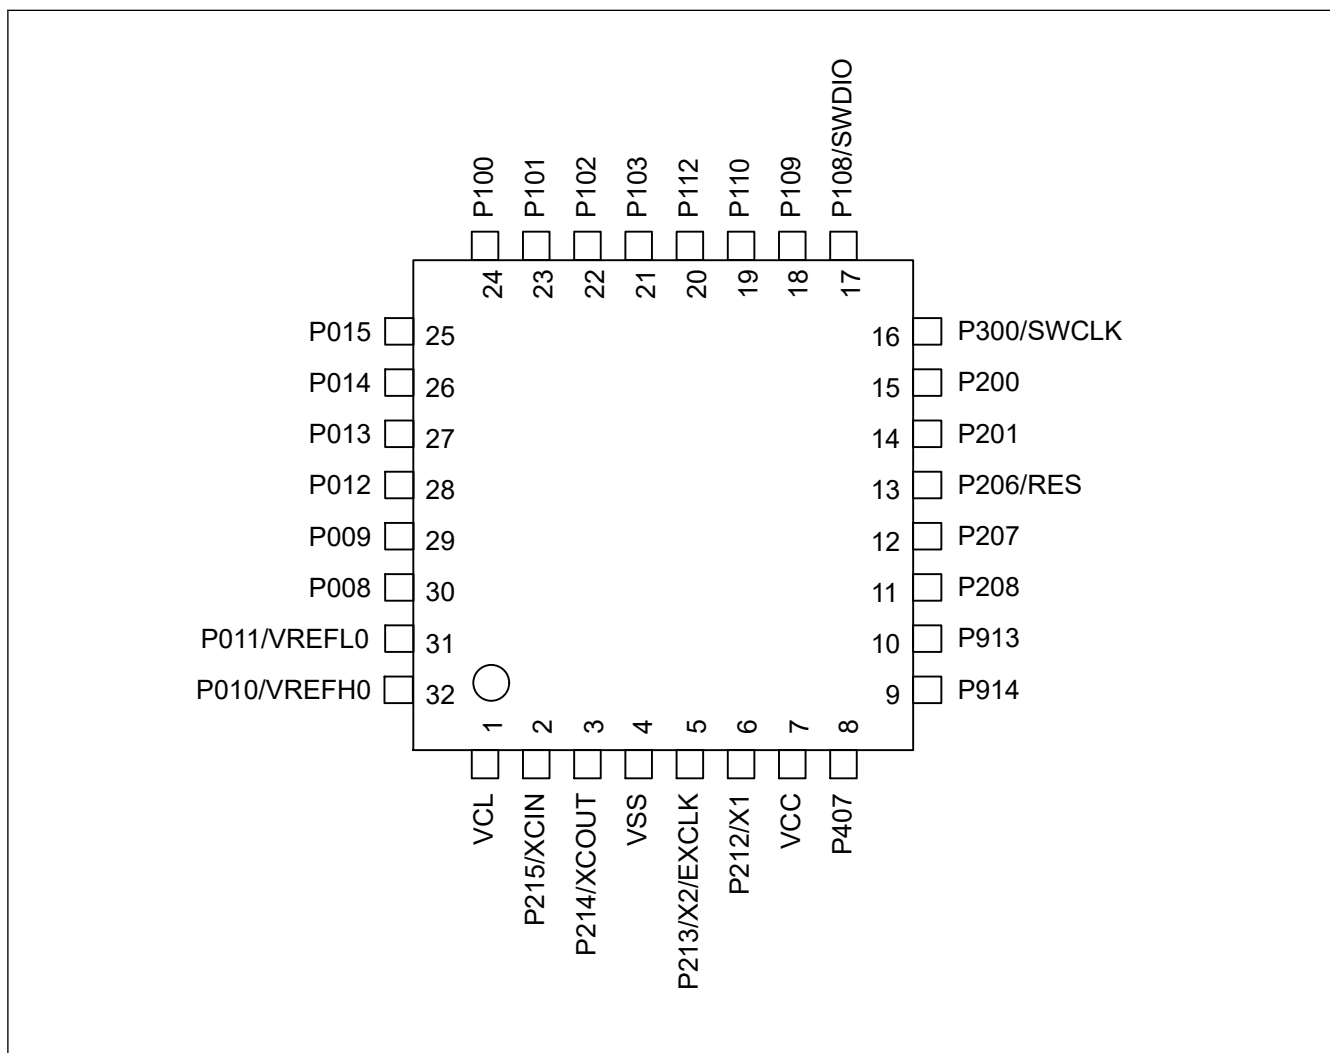 P100 P101 P102 P103 P112 P110 P109 P108/SWDIO
24 23 22 21 20 19 18 17
P015 25 16 P300/SWCLK
P014 26 15 P200
P013 27 14 P201
P012 28 13 P206/RES
P009 29 12 P207
P008 30 11 P208
P011/VREFL0 31 10 P913
P010/VREFH0 32 9 P914
1 2 3 4 5 6 7 8
VCL P215/XCIN P214/XCOUT VSS P213/X2/EXCLK P212/X1 VCC P407